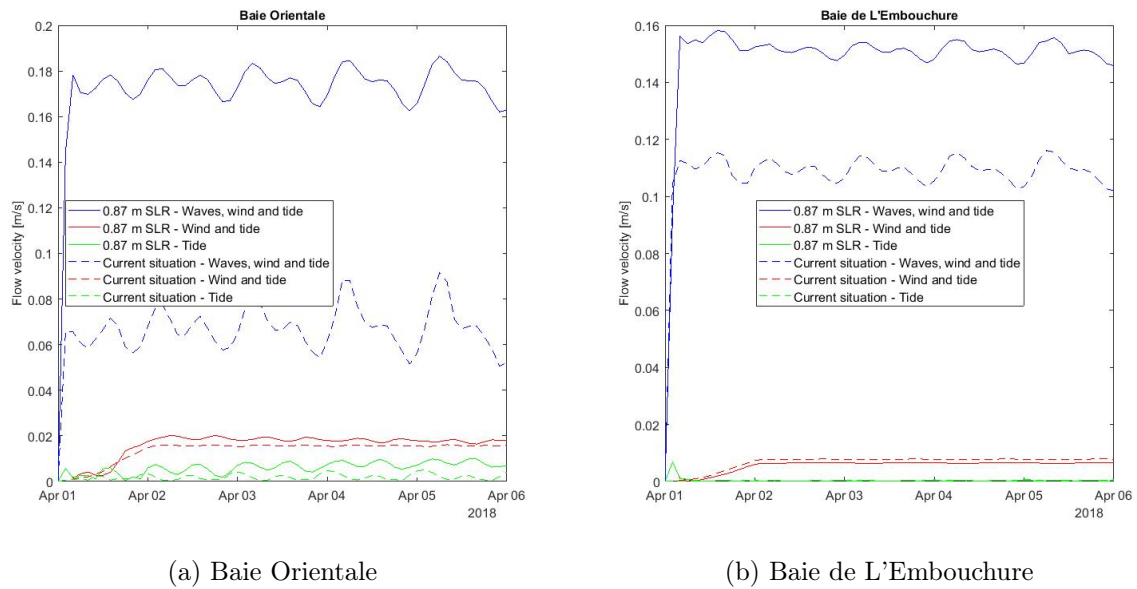 Baie Orientale
0.2
0.18
0.16
0.14
0.12
0.1
0.08
0.06
0.04
0.02
0
Flow velocity [m/s]
0.87 m SLR - Waves, wind and tide
0.87 m SLR - Wind and tide
0.87 m SLR - Tide
Current situation - Waves, wind and tide
Current situation - Wind and tide
Current situation - Tide
Apr 01 Apr 02 Apr 03 Apr 04 Apr 05 Apr 06
2018
(a) Baie Orientale
Baie de L'Embouchure
0.16
0.14
0.12
0.1
0.08
0.06
0.04
0.02
0
Flow velocity [m/s]
0.87 m SLR - Waves, wind and tide
0.87 m SLR - Wind and tide
0.87 m SLR - Tide
Current situation - Waves, wind and tide
Current situation - Wind and tide
Current situation - Tide
Apr 01 Apr 02 Apr 03 Apr 04 Apr 05 Apr 06
2018
(b) Baie de L'Embouchure